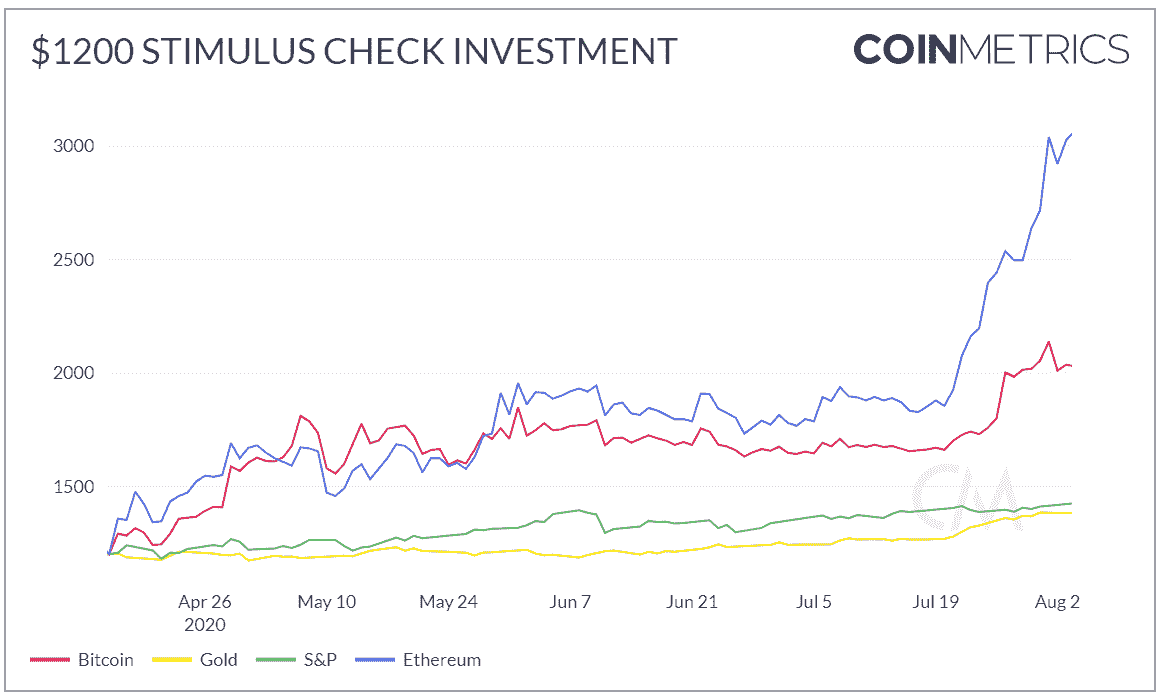 $1200 STIMULUS CHECK INVESTMENT
COINMETRICS
3000
2500
2000
1500
CM
Apr 26 May 10 May 24 Jun 7 Jun 21 Jul 5 Jul 19 Aug 2
2020
Bitcoin Gold S&P Ethereum